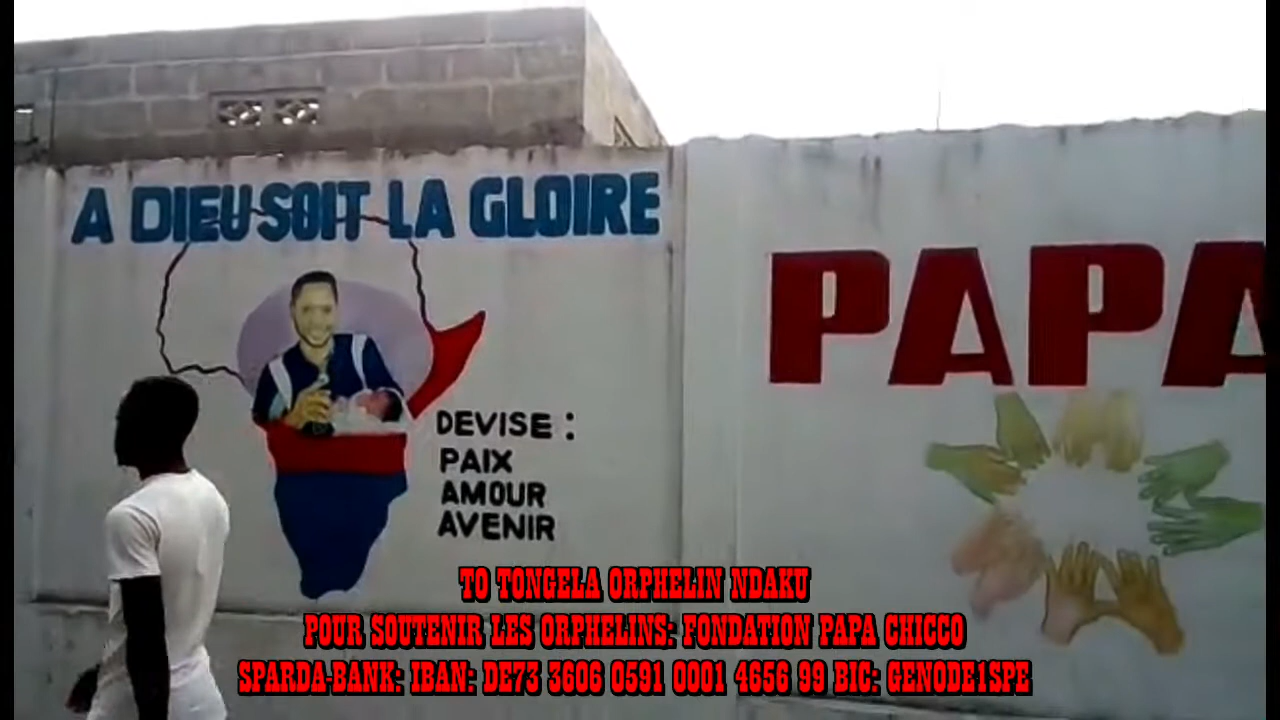 A DIEU SOIT LA GLOIRE
PAPA
DEVISE :
PAIX
AMOUR
AVENIR
TO TONGELA ORPHELIN NDAKU
POUR SOUTENIR LES ORPHELINS: FONDATION PAPA CHICCO
SPARDA-BANK: IBAN: DE73 3606 0591 0001 4656 99 BIC: GENODE1SPE